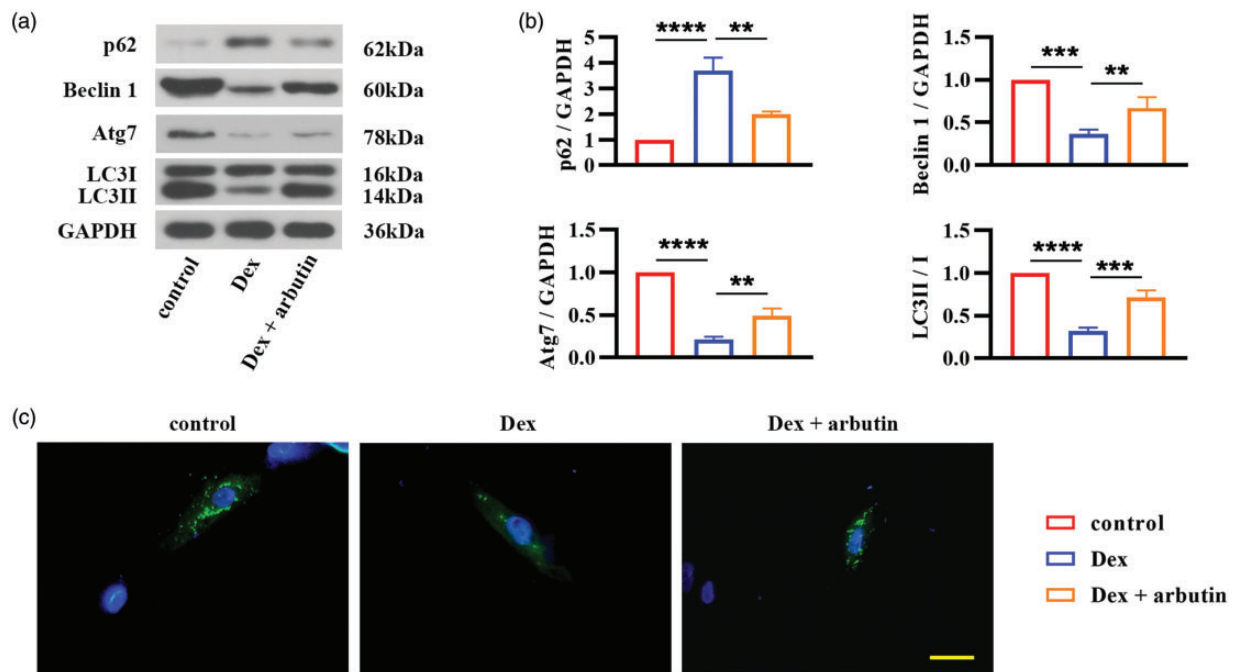 (a)
p62 62kDa
Beclin 1 60kDa
Atg7 78kDa
LC3I 16kDa
LC3II 14kDa
GAPDH 36kDa
control Dex Dex + arbutin
(b)
p62 / GAPDH
5
4
3
2
1
0
**** **
Beclin 1 / GAPDH
1.5
1.0
0.5
0.0
*** **
Atg7 / GAPDH
1.5
1.0
0.5
0.0
**** **
LC3II / I
1.5
1.0
0.5
0.0
**** ***
(c)
control Dex Dex + arbutin
control
Dex
Dex + arbutin